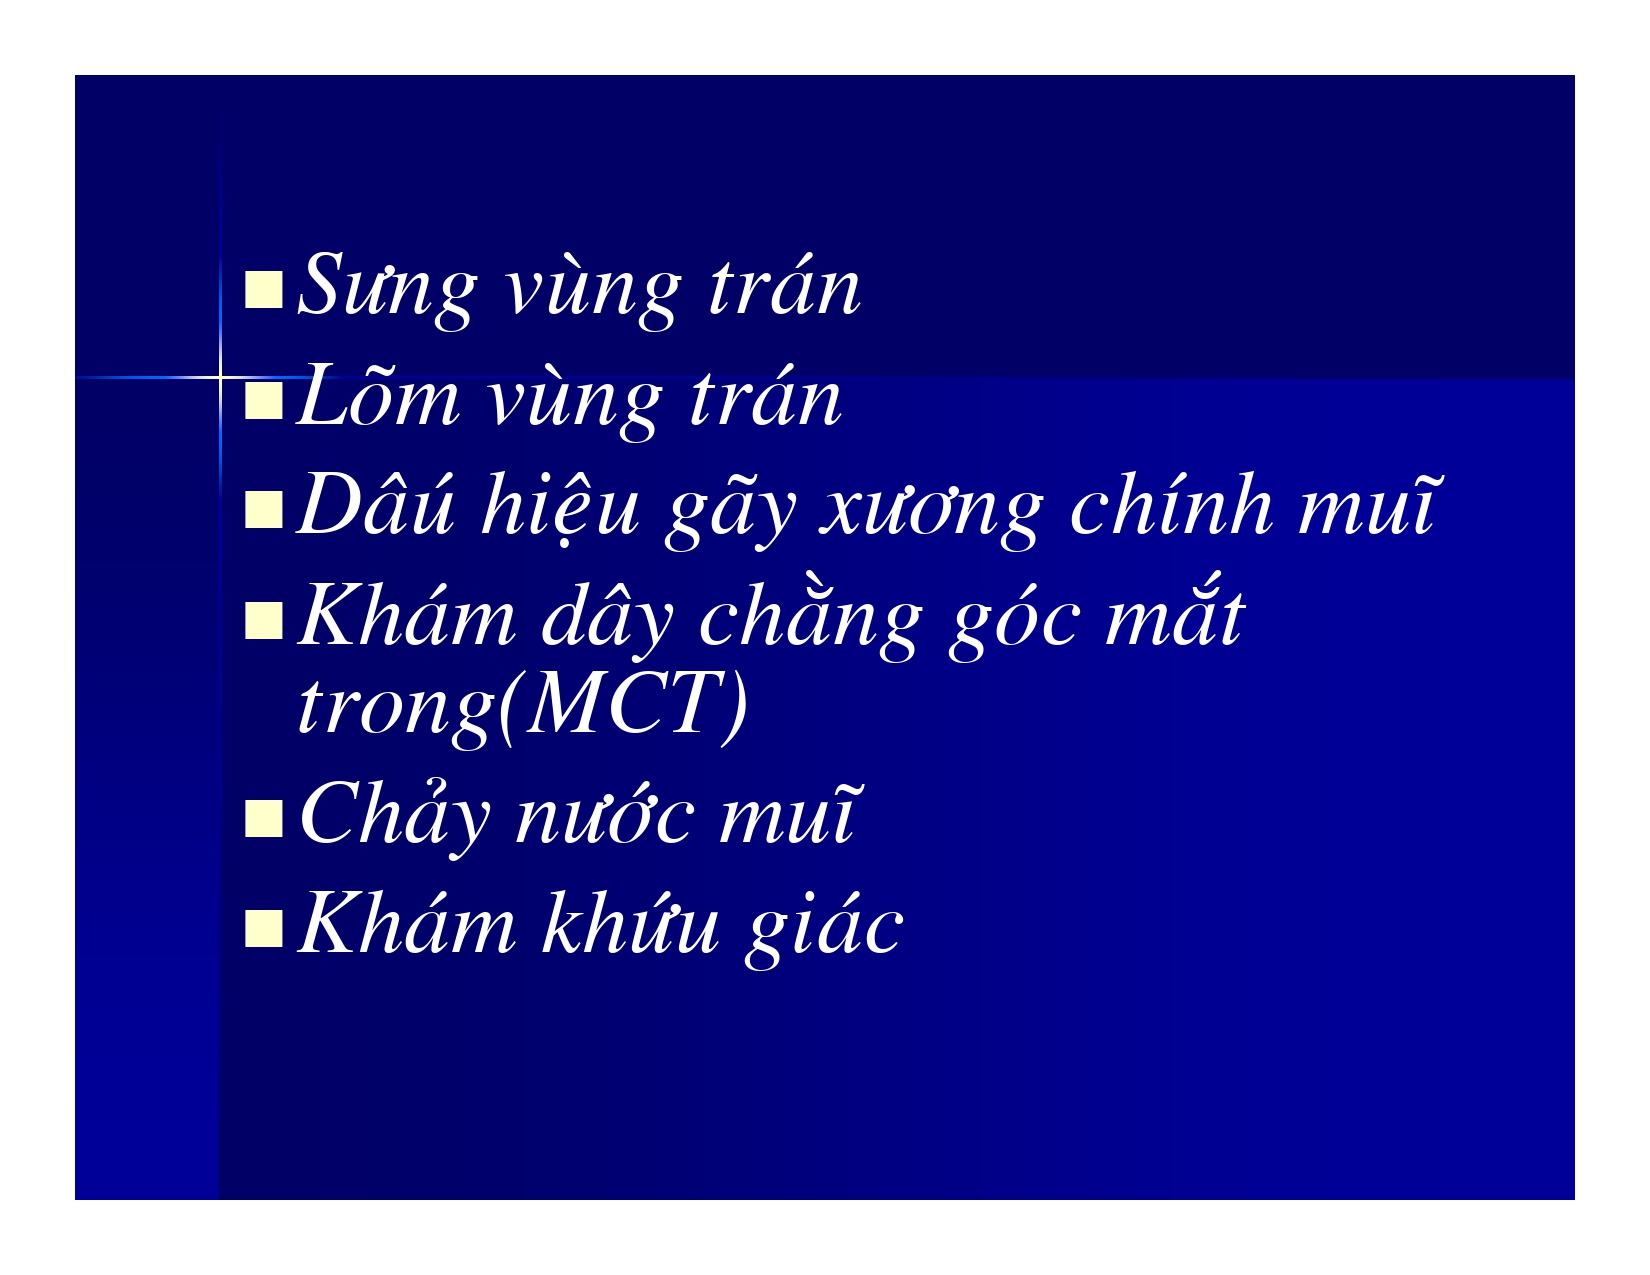 Sưng vùng trán
Lõm vùng trán
Dâú hiệu gãy xương chính muĩ
Khám dây chằng góc mắt
trong(MCT)
Chảy nước muĩ
Khám khứu giác